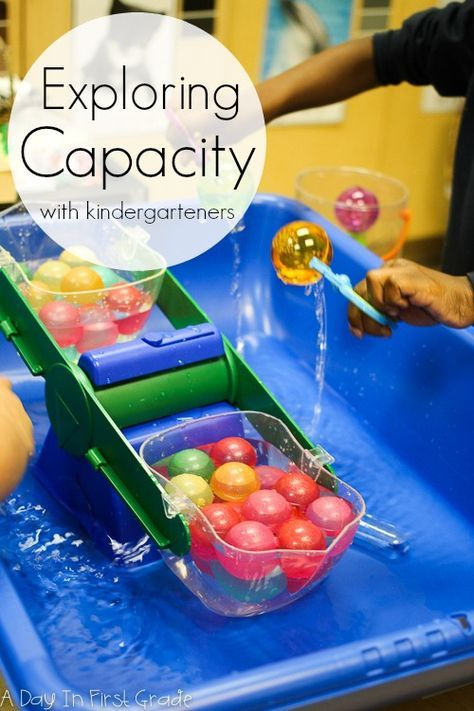 Exploring
Capacity
with kindergarteners
A Day In First Grade